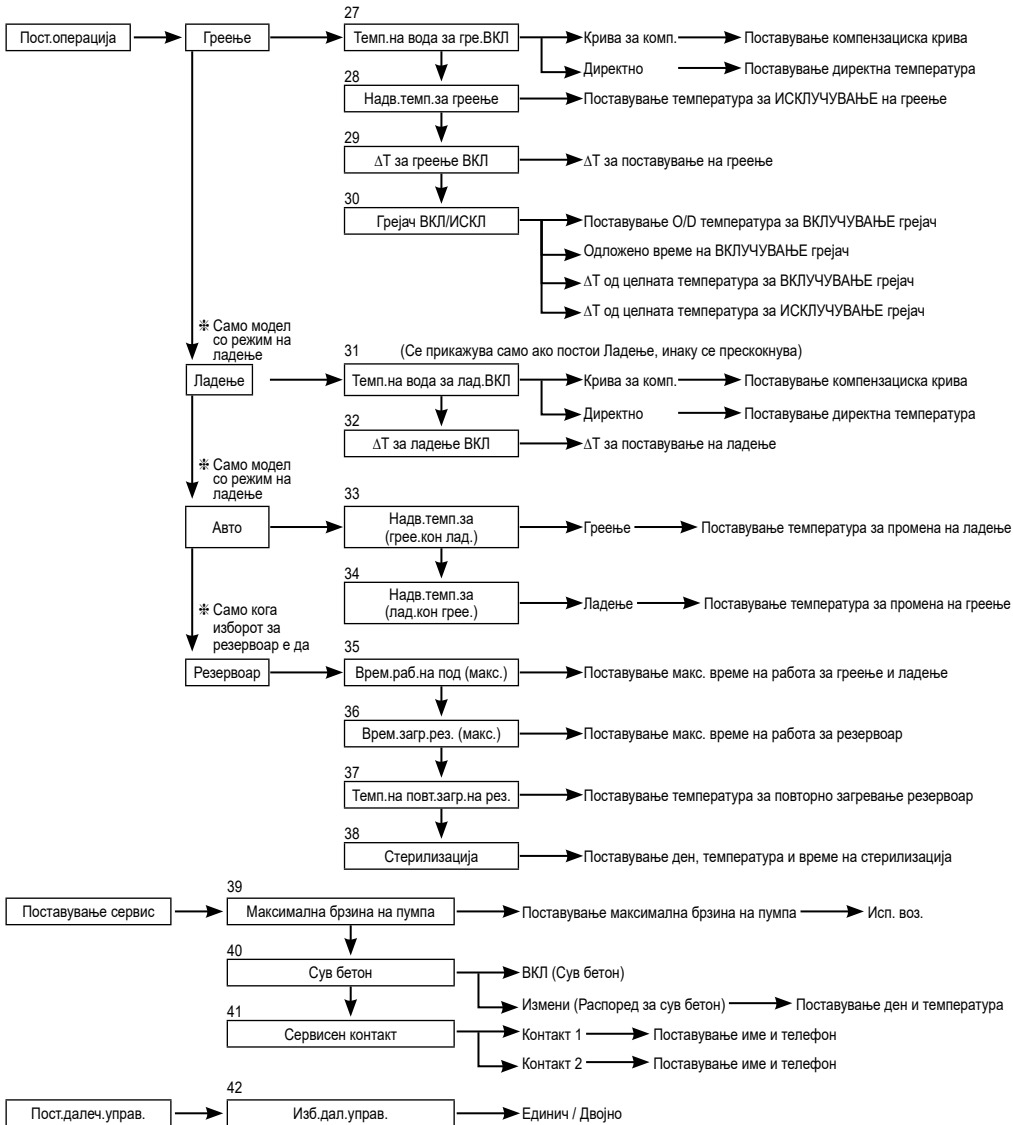 27
Пост.операција
Греење
Темп.на вода за гре.ВКЛ
Крива за комп.
Поставување компензациска крива
Директно
Поставување директна температура
28
Надв.темп.за греење
Поставување температура за ИСКЛУЧУВАЊЕ на греење
29
ΔT за греење ВКЛ
ΔT за поставување на греење
30
Грејач ВКЛ/ИСКЛ
Поставување O/D температура за ВКЛУЧУВАЊЕ грејач
Одложено време на ВКЛУЧУВАЊЕ грејач
ΔT од целната температура за ВКЛУЧУВАЊЕ грејач
ΔT од целната температура за ИСКЛУЧУВАЊЕ грејач
⁜ Само модел
со режим на
ладење
31 (Се прикажува само ако постои Ладење, инаку се прескокнува)
Ладење
Темп.на вода за лад.ВКЛ
Крива за комп.
Поставување компензациска крива
Директно
Поставување директна температура
32
ΔT за ладење ВКЛ
ΔT за поставување на ладење
⁜ Само модел
со режим на
ладење
33
Авто
Надв.темп.за
(грее.кон лад.)
Греење
Поставување температура за промена на ладење
34
Надв.темп.за
(лад.кон грее.)
Ладење
Поставување температура за промена на греење
⁜ Само кога
изборот за
резервоар е да
35
Резервоар
Врем.раб.на под (макс.)
Поставување макс. време на работа за греење и ладење
36
Врем.загр.рез. (макс.)
Поставување макс. време на работа за резервоар
37
Темп.на повт.загр.на рез.
Поставување температура за повторно загревање резервоар
38
Стерилизација
Поставување ден, температура и време на стерилизација
39
Поставување сервис
Максимална брзина на пумпа
Поставување максимална брзина на пумпа
Исп. воз.
40
Сув бетон
ВКЛ (Сув бетон)
Измени (Распоред за сув бетон)
Поставување ден и температура
41
Сервисен контакт
Контакт 1
Поставување име и телефон
Контакт 2
Поставување име и телефон
42
Пост.далеч.управ.
Изб.дал.управ.
Единич / Двојно